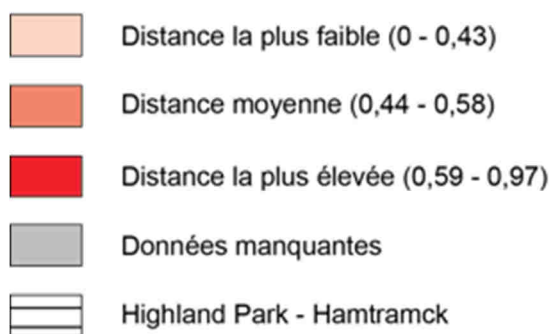 Distance la plus faible (0 - 0,43)
Distance moyenne (0,44 - 0,58)
Distance la plus élevée (0,59 - 0,97)
Données manquantes
Highland Park - Hamtramck